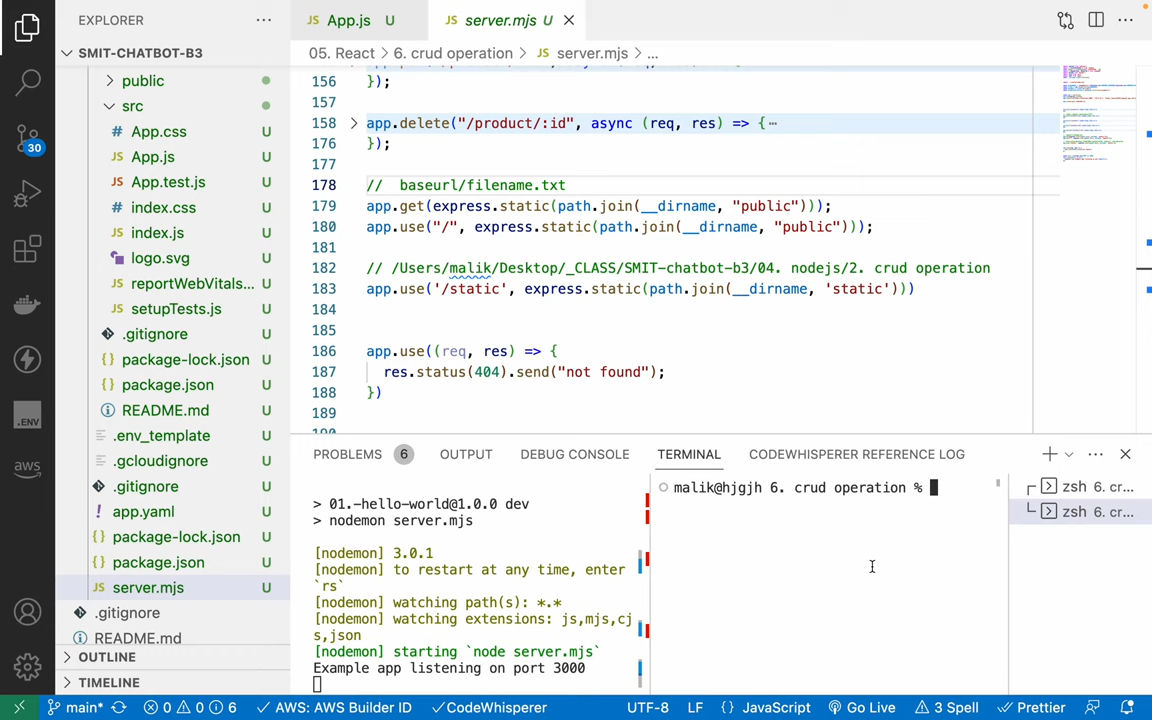 EXPLORER
SMIT-CHATBOT-B3
public
src
App.css U
App.js U
App.test.js U
index.css U
index.js U
logo.svg U
reportWebVitals... U
setupTests.js U
.gitignore U
package-lock.json U
package.json U
README.md U
.env_template U
.gcloudignore U
.gitignore U
app.yaml U
package-lock.json U
package.json U
server.mjs U
.gitignore
README.md
OUTLINE
TIMELINE
30
.ENV
aws
JS App.js U
JS server.mjs U
05. React > 6. crud operation > JS server.mjs > ...
156 });
157
158 app.delete("/product/:id", async (req, res) => {
176 });
177
178 // baseurl/filename.txt
179 app.get(express.static(path.join(__dirname, "public")));
180 app.use("/", express.static(path.join(__dirname, "public")));
181
182 // /Users/malik/Desktop/_CLASS/SMIT-chatbot-b3/04. nodejs/2. crud operation
183 app.use('/static', express.static(path.join(__dirname, 'static')))
184
185
186 app.use((req, res) => {
187 res.status(404).send("not found");
188 })
189
PROBLEMS 6 OUTPUT DEBUG CONSOLE TERMINAL CODEWHISPERER REFERENCE LOG
> 01.-hello-world@1.0.0 dev
> nodemon server.mjs
[nodemon] 3.0.1
[nodemon] to restart at any time, enter
`rs`
[nodemon] watching path(s): *.*
[nodemon] watching extensions: js,mjs,cj
s,json
[nodemon] starting `node server.mjs`
Example app listening on port 3000
malik@hjgjh 6. crud operation %
zsh 6. cr...
zsh 6. cr...
main* 0 0 6 AWS: AWS Builder ID CodeWhisperer UTF-8 LF {} JavaScript Go Live 3 Spell Prettier